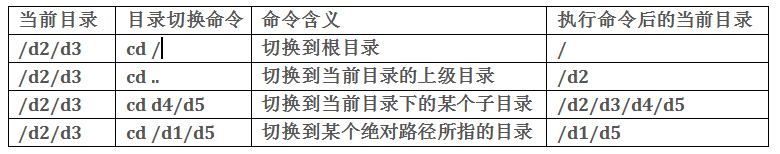 当前目录 目录切换命令 命令含义 执行命令后的当前目录
/d2/d3 cd / 切换到根目录 /
/d2/d3 cd .. 切换到当前目录的上级目录 /d2
/d2/d3 cd d4/d5 切换到当前目录下的某个子目录 /d2/d3/d4/d5
/d2/d3 cd /d1/d5 切换到某个绝对路径所指的目录 /d1/d5